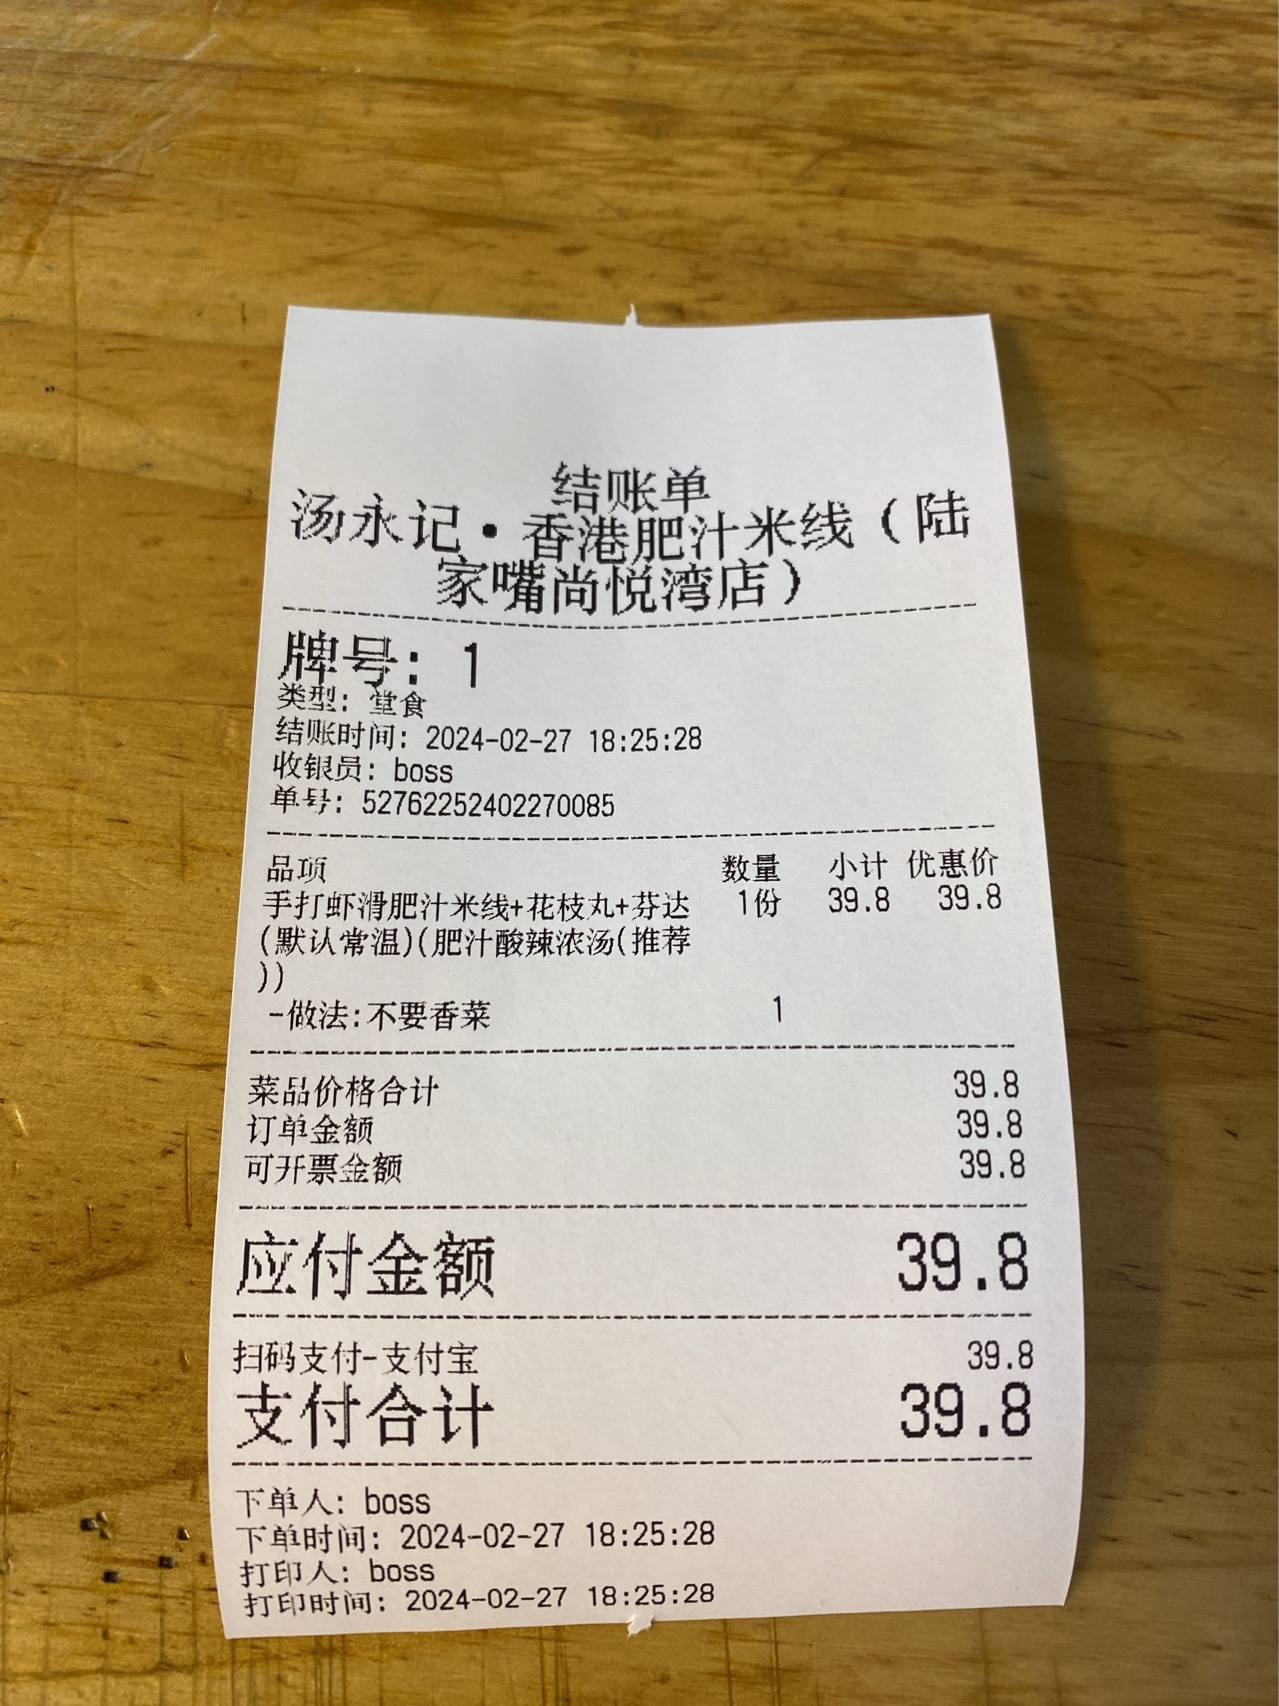 结账单
汤永记·香港肥汁米线（陆
家嘴尚悦湾店）
牌号: 1
类型: 堂食
结账时间: 2024-02-27 18:25:28
收银员: boss
单号: 52762252402270085
品项 数量 小计 优惠价
手打虾滑肥汁米线+花枝丸+芬达 1份 39.8 39.8
(默认常温)(肥汁酸辣浓汤(推荐
))
-做法:不要香菜 1
菜品价格合计 39.8
订单金额 39.8
可开票金额 39.8
应付金额 39.8
扫码支付-支付宝 39.8
支付合计 39.8
下单人: boss
下单时间: 2024-02-27 18:25:28
打印人: boss
打印时间: 2024-02-27 18:25:28